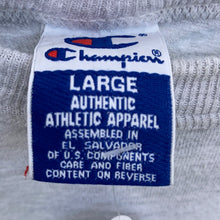 Champion
LARGE
AUTHENTIC
ATHLETIC APPAREL
ASSEMBLED IN
EL SALVADOR
OF U.S. COMPONENTS
CARE AND FIBER
CONTENT ON REVERSE